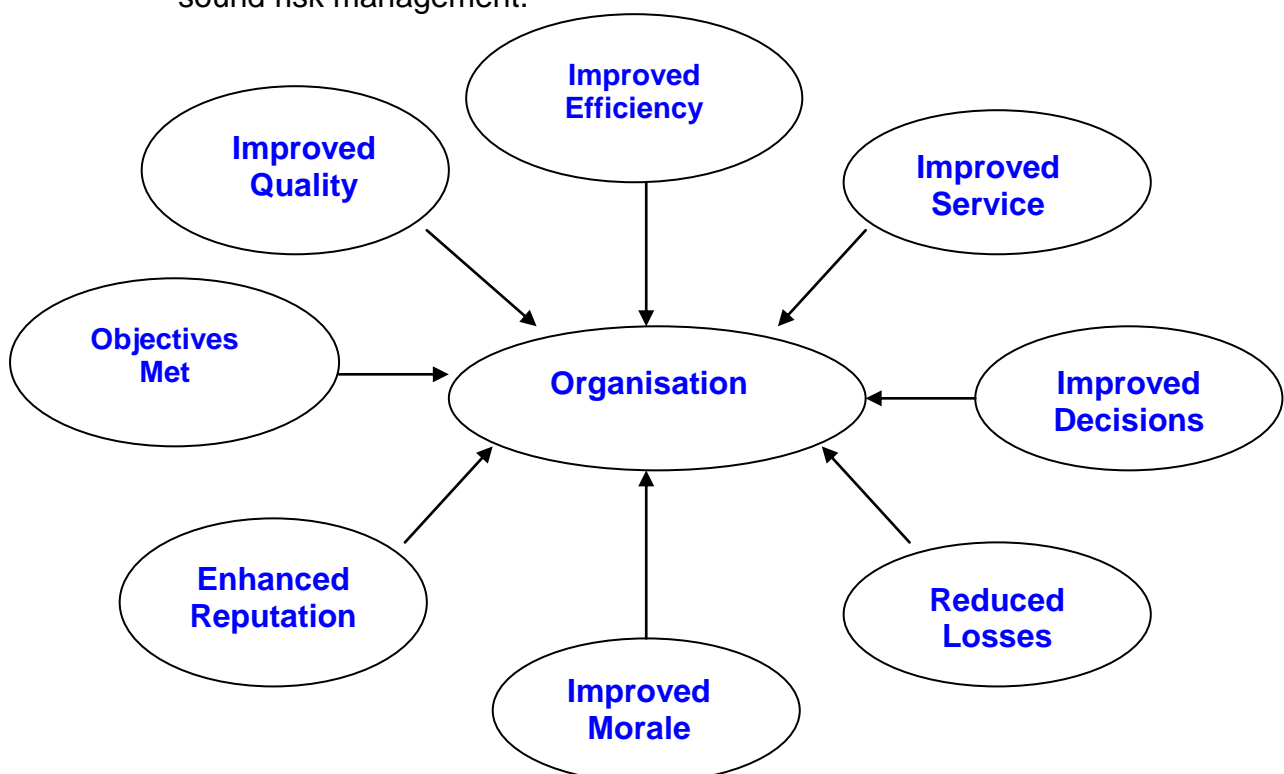 sound risk management.
Improved
Efficiency
Improved
Quality
Improved
Service
Objectives
Met
Organisation
Improved
Decisions
Enhanced
Reputation
Reduced
Losses
Improved
Morale